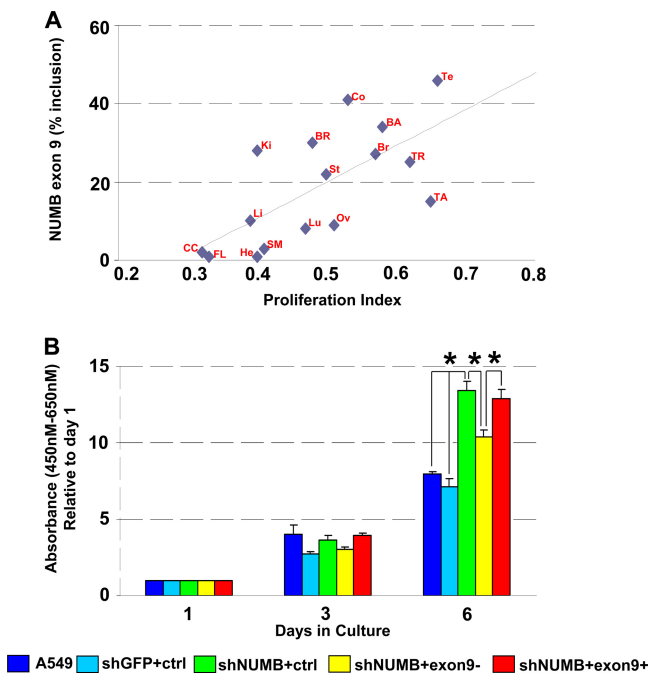 A
NUMB exon 9 (% inclusion)
60
40
20
0
Te
Co
BA
BR
Ki
Br
TR
St
TA
Li
Lu
Ov
CC
FL
He
SM
0.2 0.3 0.4 0.5 0.6 0.7 0.8
Proliferation Index
B
Absorbance (450nM-650nM)
Relative to day 1
15
10
5
0
* * *
1 3 6
Days in Culture
A549 shGFP+ctrl shNUMB+ctrl shNUMB+exon9- shNUMB+exon9+